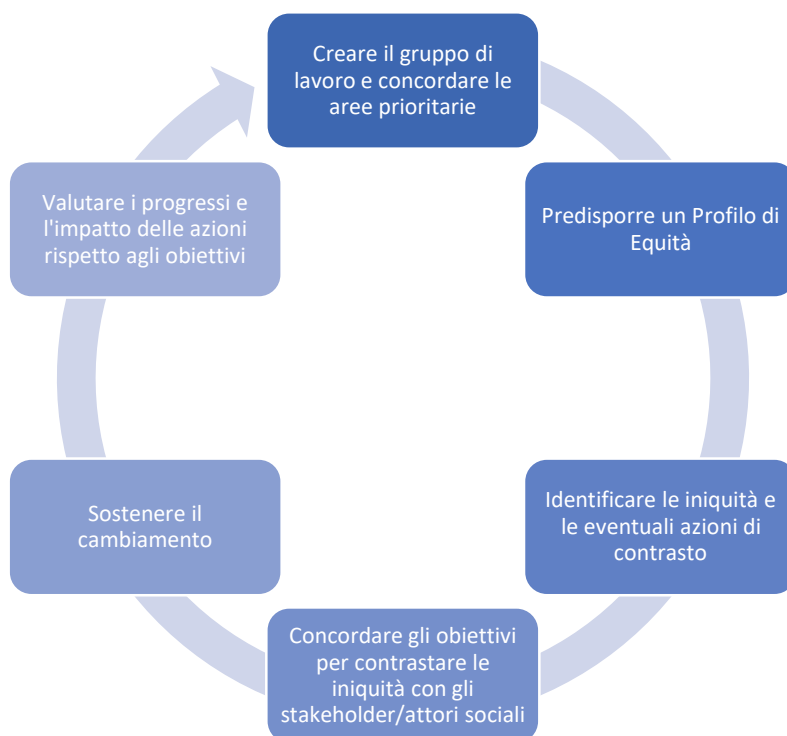 Creare il gruppo di
lavoro e concordare le
aree prioritarie
Predisporre un Profilo di
Equità
Identificare le iniquità e
le eventuali azioni di
contrasto
Concordare gli obiettivi
per contrastare le
iniquità con gli
stakeholder/attori sociali
Sostenere il
cambiamento
Valutare i progressi e
l'impatto delle azioni
rispetto agli obiettivi